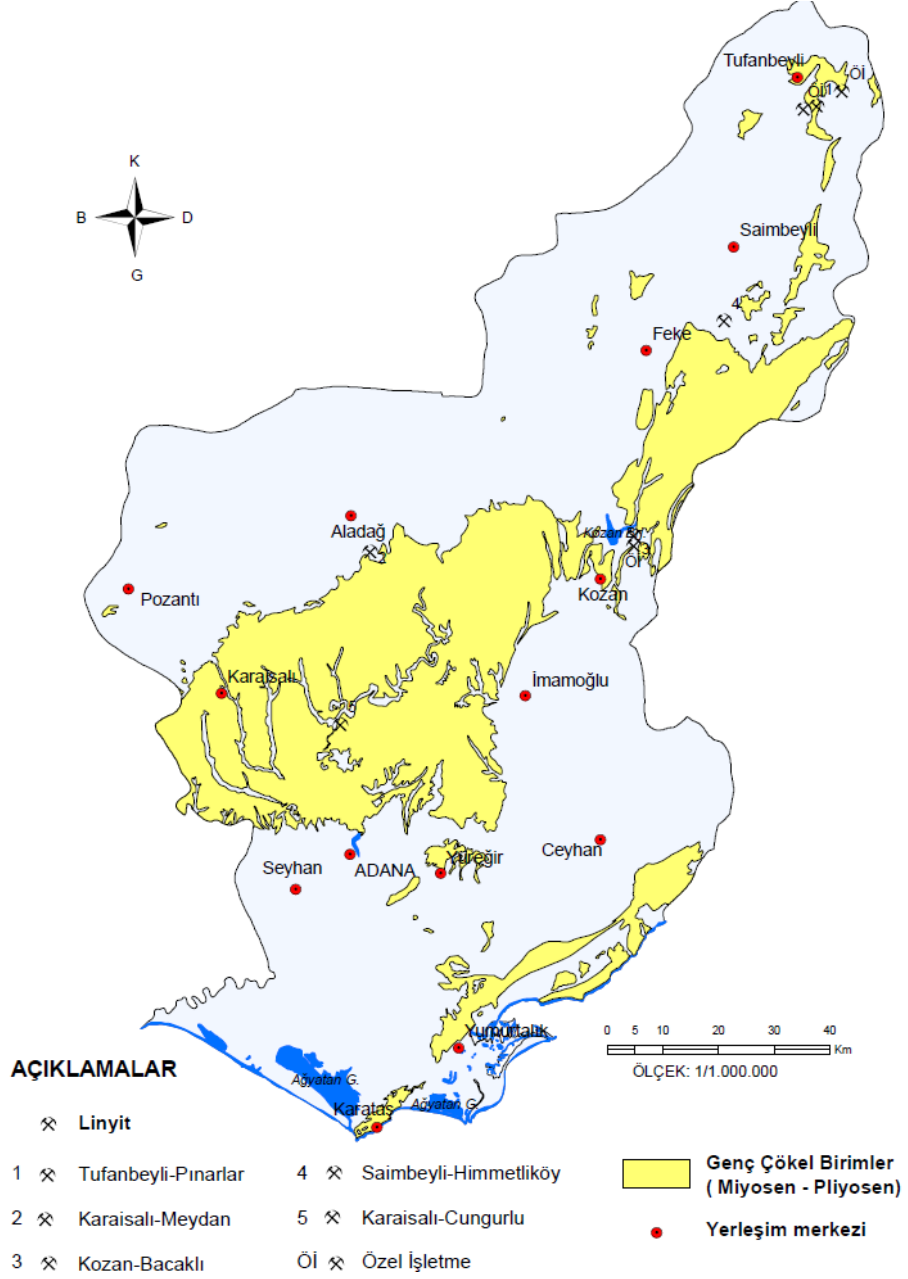 Tufanbeyli
Öİ
Öİ
1
K
B
D
G
Saimbeyli
4
Feke
Aladağ
2
Kozan
3
Öİ
Kozan
Pozantı
Karaisalı
İmamoğlu
5
Ceyhan
Yüreğir
Seyhan
ADANA
Yumurtalık
0 5 10 20 30 40
Km
ÖLÇEK: 1/1.000.000
AÇIKLAMALAR
Ağyatan G.
Ağyatan G.
Karataş
Linyit
1 Tufanbeyli-Pınarlar
2 Karaisalı-Meydan
3 Kozan-Bacaklı
4 Saimbeyli-Himmetliköy
5 Karaisalı-Cungurlu
Öİ Özel İşletme
Genç Çökel Birimler
( Miyosen - Pliyosen)
Yerleşim merkezi